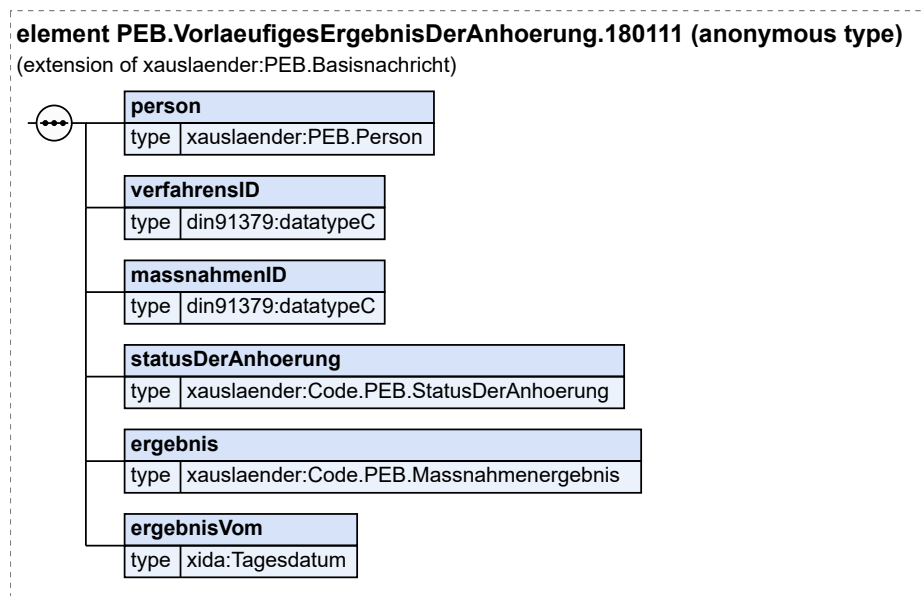 element PEB.VorlaeufigesErgebnisDerAnhoerung.180111 (anonymous type)
(extension of xauslaender:PEB.Basisnachricht)
person
type xauslaender:PEB.Person
verfahrensID
type din91379:datatypeC
massnahmenID
type din91379:datatypeC
statusDerAnhoerung
type xauslaender:Code.PEB.StatusDerAnhoerung
ergebnis
type xauslaender:Code.PEB.Massnahmenergebnis
ergebnisVom
type xida:Tagesdatum